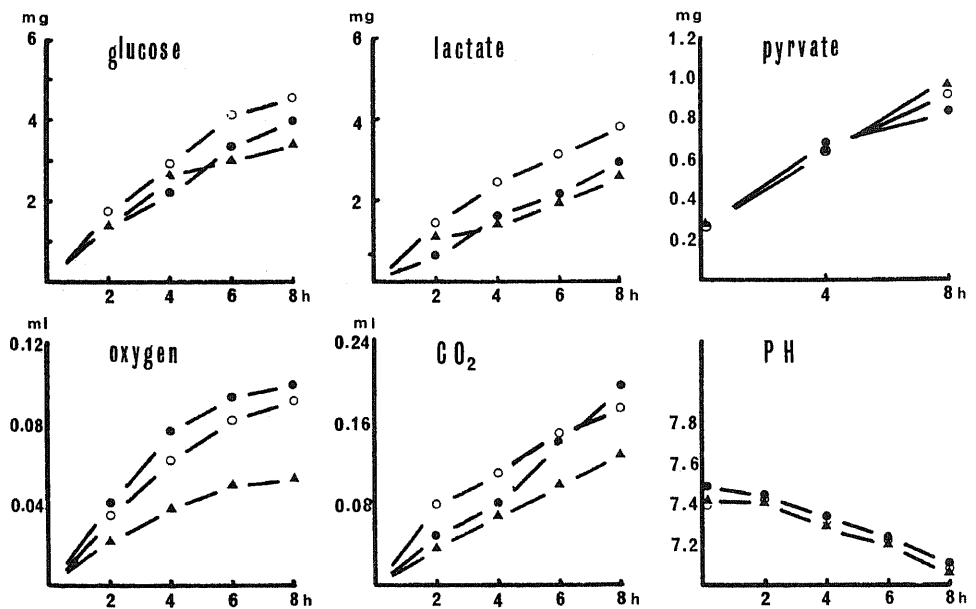 mg
6
4
2
glucose
2 4 6 8 h
mg
6
4
2
lactate
2 4 6 8 h
mg
1.2
1.0
0.8
0.6
0.4
0.2
pyrvate
4 8 h
ml
0.12
0.08
0.04
oxygen
2 4 6 8 h
ml
0.24
0.16
0.08
CO₂
2 4 6 8 h
7.8
7.6
7.4
7.2
PH
2 4 6 8 h